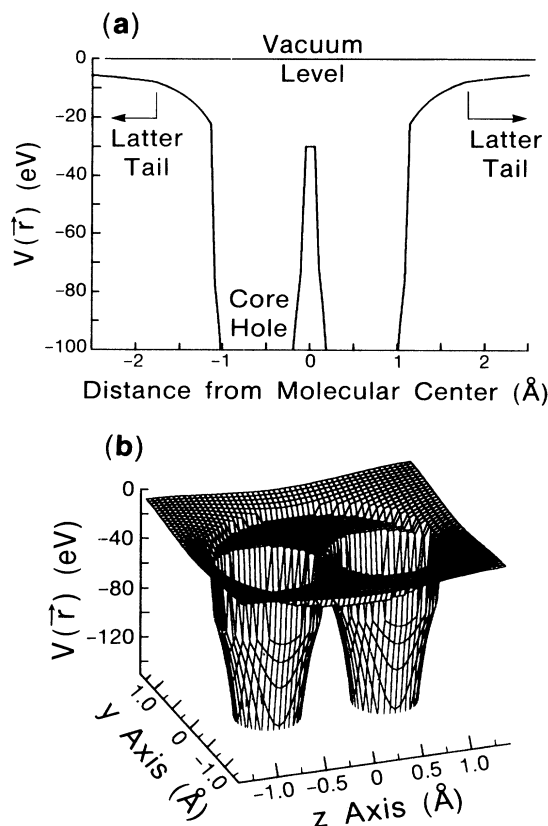 (a)
Vacuum
Level
0
−20
−40
−60
−80
−100
V(r⃗) (eV)
Latter
Tail
Latter
Tail
Core
Hole
−2
−1
0
1
2
Distance from Molecular Center (Å)
(b)
0
−40
−80
−120
V(r⃗) (eV)
1.0
0
−1.0
y Axis (Å)
−1.0
−0.5
0
0.5
1.0
z Axis (Å)